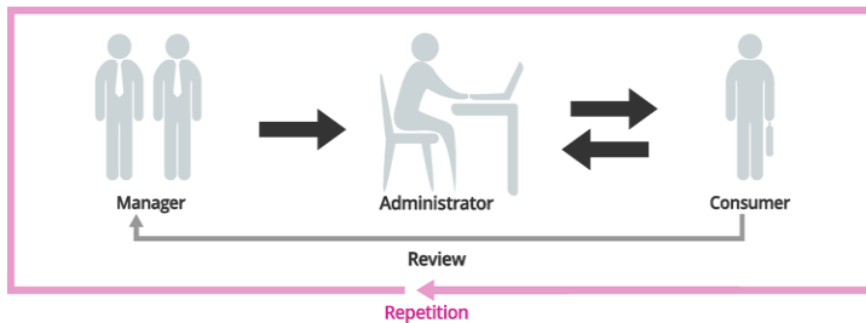 Manager
Administrator
Consumer
Review
Repetition